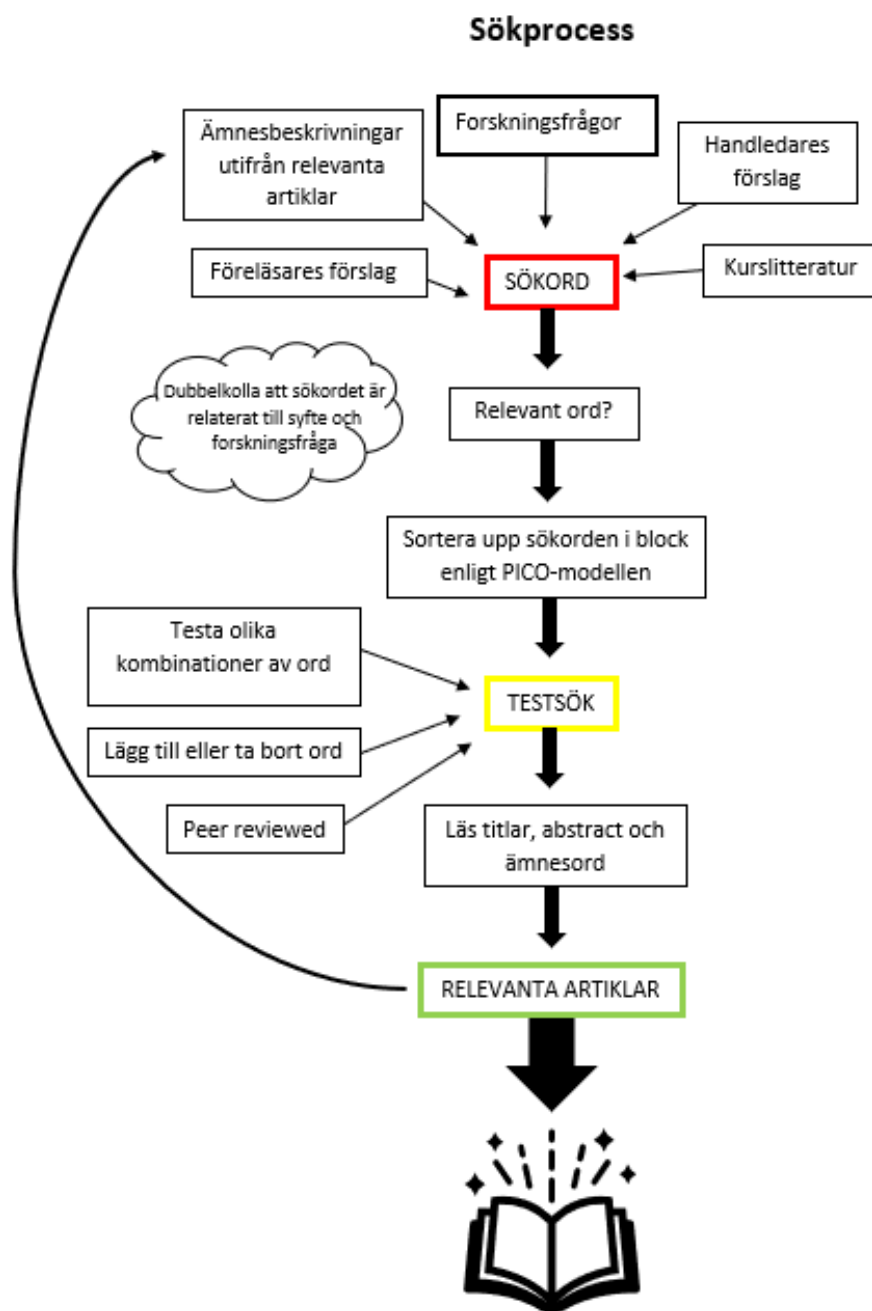 Sökprocess
Forskningsfrågor
Ämnesbeskrivningar
utifrån relevanta
artiklar
Handledares
förslag
Föreläsares förslag
SÖKORD
Kurslitteratur
Dubbelkolla att sökordet är
relaterat till syfte och
forskningsfråga
Relevant ord?
Sortera upp sökorden i block
enligt PICO-modellen
Testa olika
kombinationer av ord
TESTSÖK
Lägg till eller ta bort ord
Peer reviewed
Läs titlar, abstract och
ämnesord
RELEVANTA ARTIKLAR